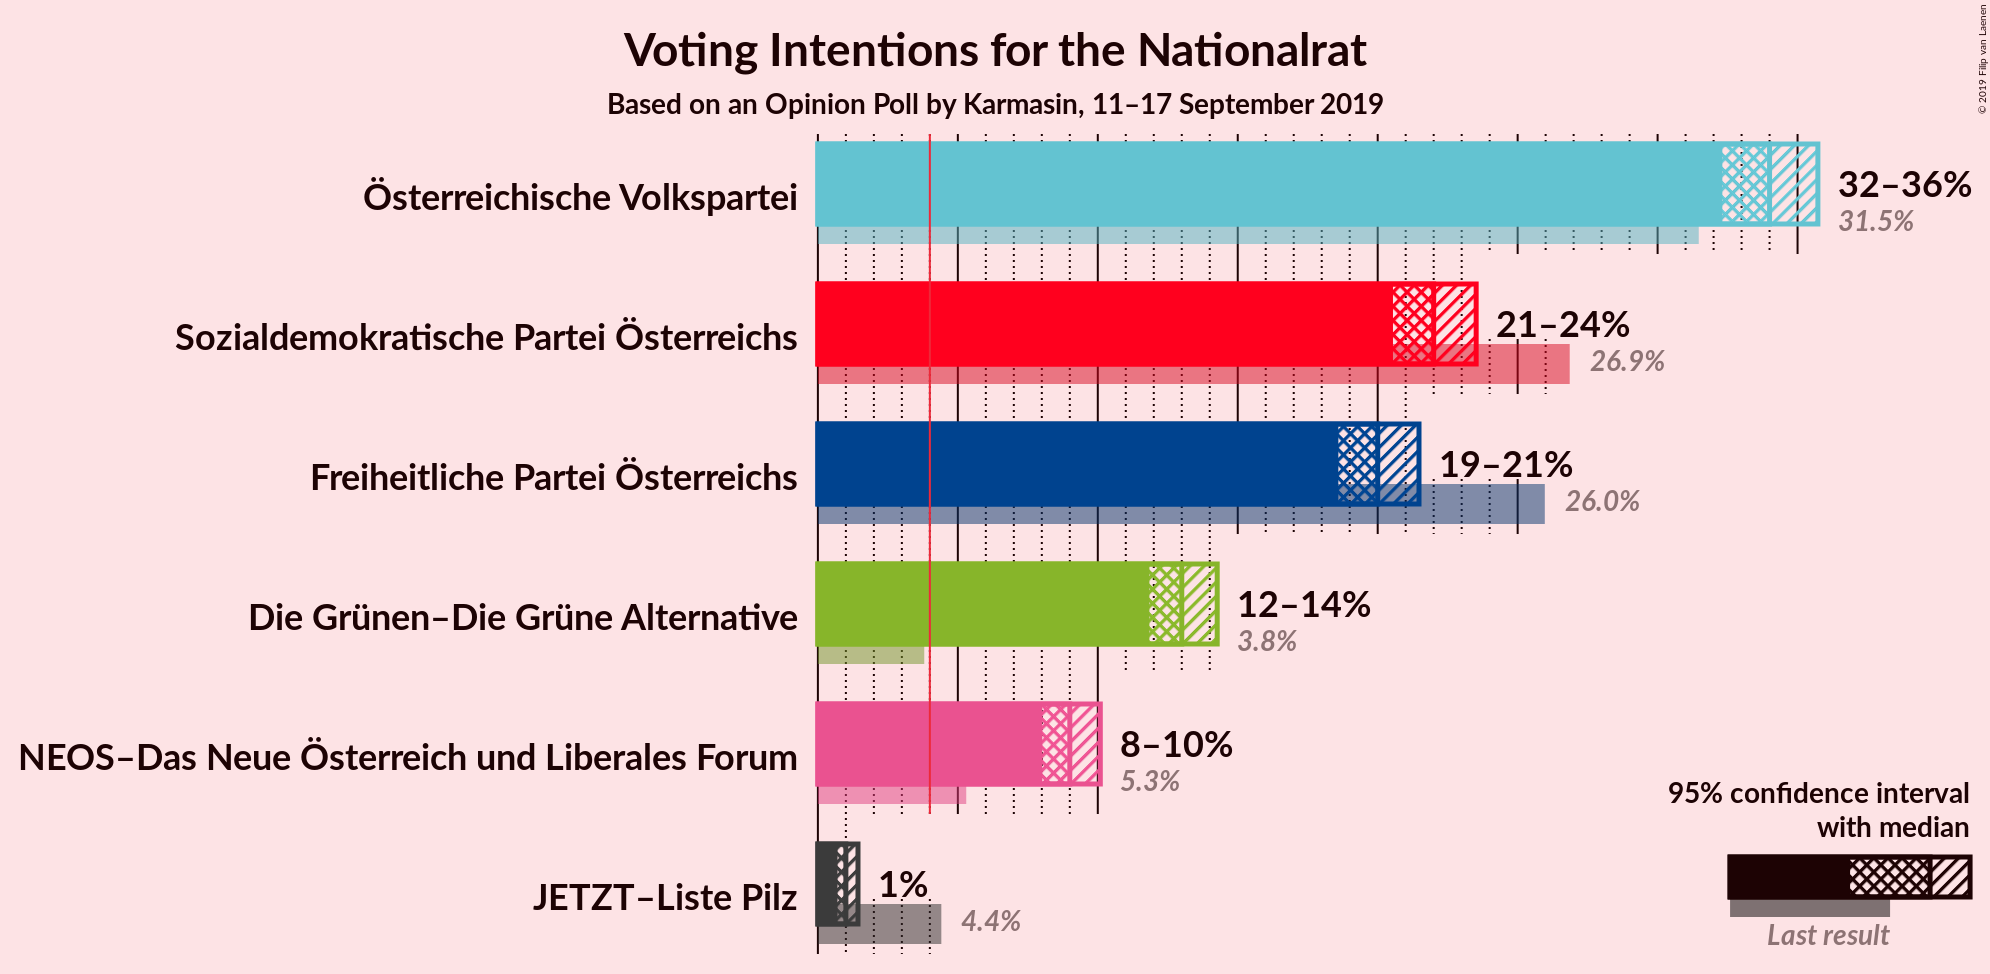 Voting Intentions for the Nationalrat
Based on an Opinion Poll by Karmasin, 11–17 September 2019
© 2019 Filip van Laenen
Österreichische Volkspartei
32–36%
31.5%
Sozialdemokratische Partei Österreichs
21–24%
26.9%
Freiheitliche Partei Österreichs
19–21%
26.0%
Die Grünen–Die Grüne Alternative
12–14%
3.8%
NEOS–Das Neue Österreich und Liberales Forum
8–10%
5.3%
JETZT–Liste Pilz
1%
4.4%
95% confidence interval
with median
Last result